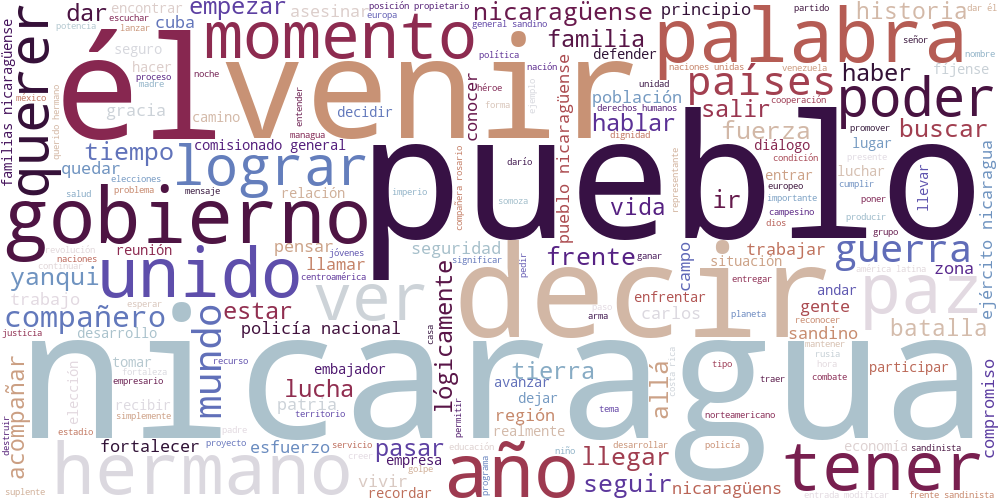 dar
encontrar
empezar
asesinar
nicaragüense
posición propietario
principio
partido
historia
dar él
potencia
escuchar
lanzar
cuba
europa
general sandino
señor
nombre
querer
él
momento
familia
defender
palabra
fijense
seguro
hacer
política
nación
naciones unidas
venezuela
haber
familias nicaragüense
méxico
proceso
madre
noche
venir
héroe
unidad
países
poder
gracia
entender
conocer
ejemplo
forma
población
derechos humanos
cooperación
salir
querido hermano
camino
decidir
managua
pueblo nicaragüense
hablar
dignidad
fuerza
promover
buscar
tiempo
comisionado general
diálogo
condición
lugar
quedar
lograr
elecciones
problema
salud
mensaje
relación
darío
compañera rosario
representante
entrar
luchar
presente
europeo
cumplir
llevar
ejército nicaragua
gobierno
imperio
somoza
pueblo
vida
ir
importante
campesino
poner
dios
producir
revolución
naciones
continuar
reunión
pensar
jóvenes
centroamérica
seguridad
significar
pedir
frente
ganar
trabajar
grupo
guerra
yanqui
unido
llamar
ver
decir
entregar
situación
campo
america latina
zona
trabajo
esperar
estar
lógicamente
casa
arma
paso
planeta
enfrentar
carlos
andar
gente
reconocer
paz
compañero
desarrollo
policía nacional
sandino
batalla
justicia
nicaragua
mundo
tomar
empresario
fortaleza
recurso
embajador
avanzar
tierra
costa rica
allá
mantener
rusia
hora
combate
participar
compromiso
acompañar
elección
recibir
simplemente
lucha
patria
territorio
permitir
dejar
región
realmente
tema
tipo
traer
norteamericano
destruir
estadio
padre
fortalecer
proyecto
esfuerzo
servicio
pasar
empresa
educación
niño
desarrollar
policía
economía
sandinista
suplente
hermano
vivir
golpe
recordar
año
programa
llegar
seguir
nicaragüens
tener
entrada modificar
frente sandinista